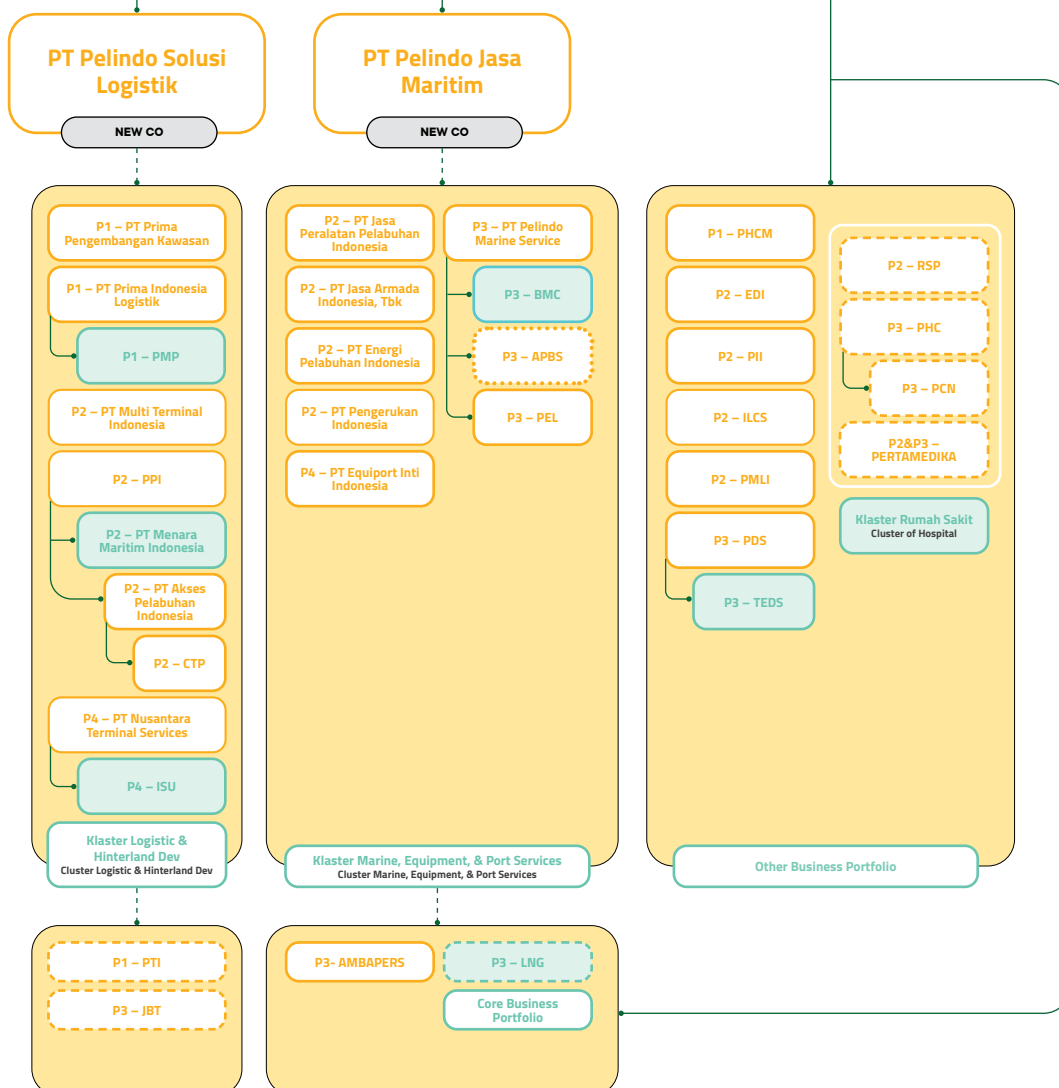 PT Pelindo Solusi
Logistik
NEW CO
PT Pelindo Jasa
Maritim
NEW CO
P1 – PT Prima
Pengembangan Kawasan
P1 – PT Prima Indonesia
Logistik
P1 – PMP
P2 – PT Multi Terminal
Indonesia
P2 – PPI
P2 – PT Menara
Maritim Indonesia
P2 – PT Akses
Pelabuhan
Indonesia
P2 – CTP
P4 – PT Nusantara
Terminal Services
P4 – ISU
Klaster Logistic &
Hinterland Dev
Cluster Logistic & Hinterland Dev
P2 – PT Jasa
Peralatan Pelabuhan
Indonesia
P2 – PT Jasa Armada
Indonesia, Tbk
P2 – PT Energi
Pelabuhan Indonesia
P2 – PT Pengerukan
Indonesia
P4 – PT Equiport Inti
Indonesia
P3 – PT Pelindo
Marine Service
P3 – BMC
P3 – APBS
P3 – PEL
Klaster Marine, Equipment, & Port Services
Cluster Marine, Equipment, & Port Services
P1 – PHCM
P2 – EDI
P2 – PII
P2 – ILCS
P2 – PMLI
P3 – PDS
P3 – TEDS
P2 – RSP
P3 – PHC
P3 – PCN
P2&P3 –
PERTAMEDIKA
Klaster Rumah Sakit
Cluster of Hospital
Other Business Portfolio
P1 – PTI
P3 – JBT
P3- AMBAPERS
P3 – LNG
Core Business
Portfolio